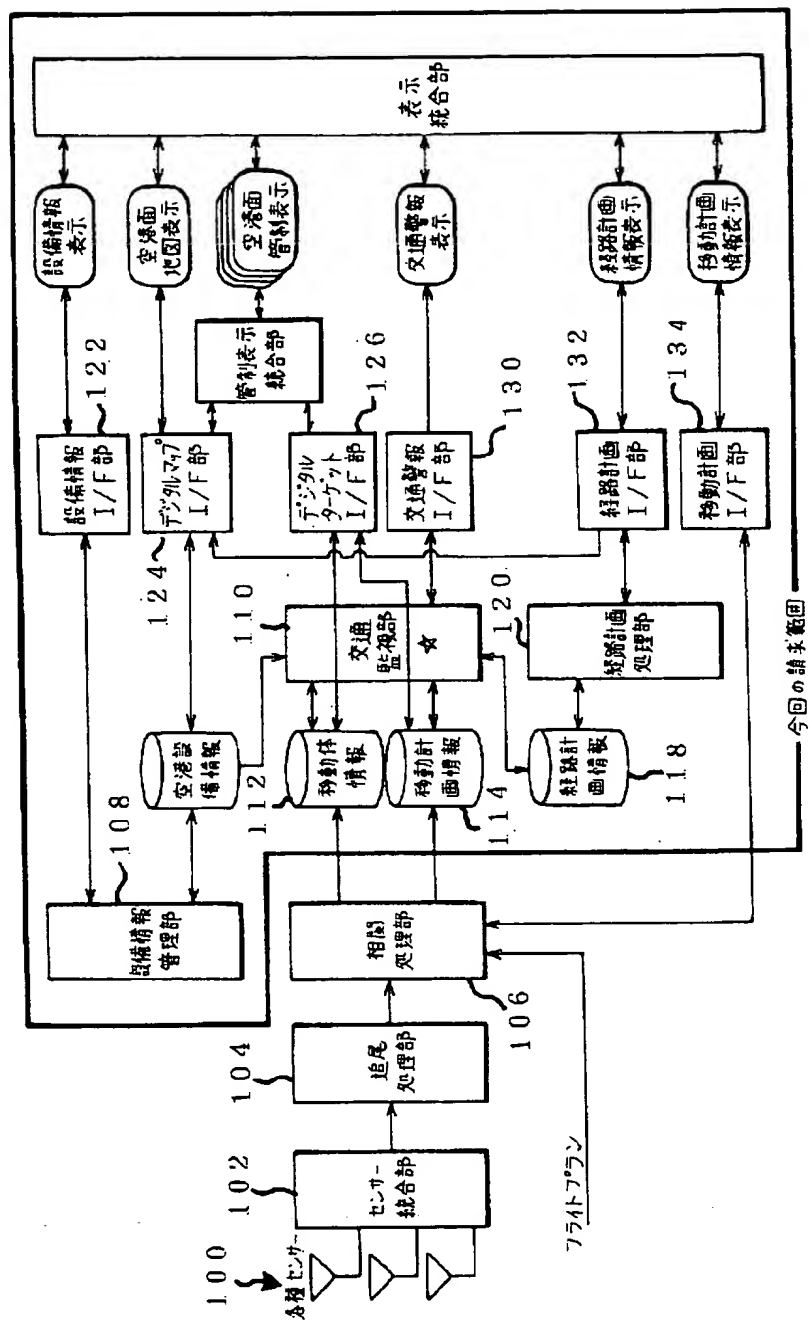 100
各種センサー
102
センサー
統合部
104
追尾
処理部
106
相関
処理部
フライトプラン
108
設備情報
管理部
空港設
備情報
112
移動体
情報
移動計
画情報
114
経路計
画情報
118
110
交通
監視部
☆
120
経路計画
処理部
設備情報
I/F部
122
124
デジタルマップ
I/F部
デジタル
ターゲット
I/F部
126
交通警報
I/F部
130
経路計画
I/F部
132
移動計画
I/F部
134
管制表示
統合部
設備情報
表示
空港面
地図表示
空港面
管制表示
交通警報
表示
経路計画
情報表示
移動計画
情報表示
表示
統合部
今回の請求範囲